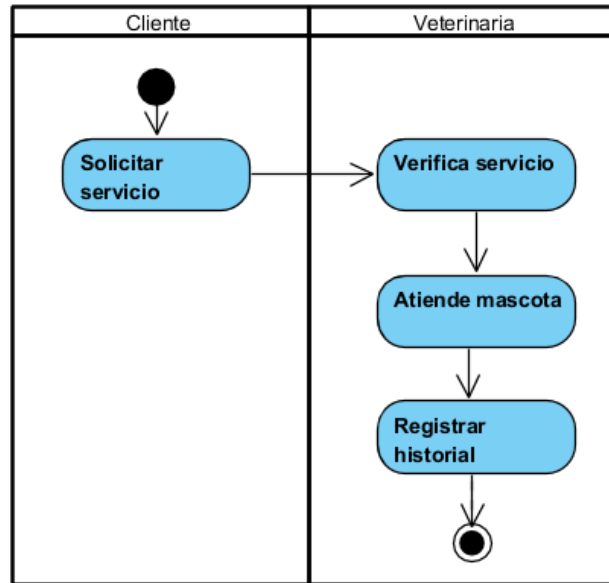 Cliente
Veterinaria
Solicitar
servicio
Verifica servicio
Atiende mascota
Registrar
historial